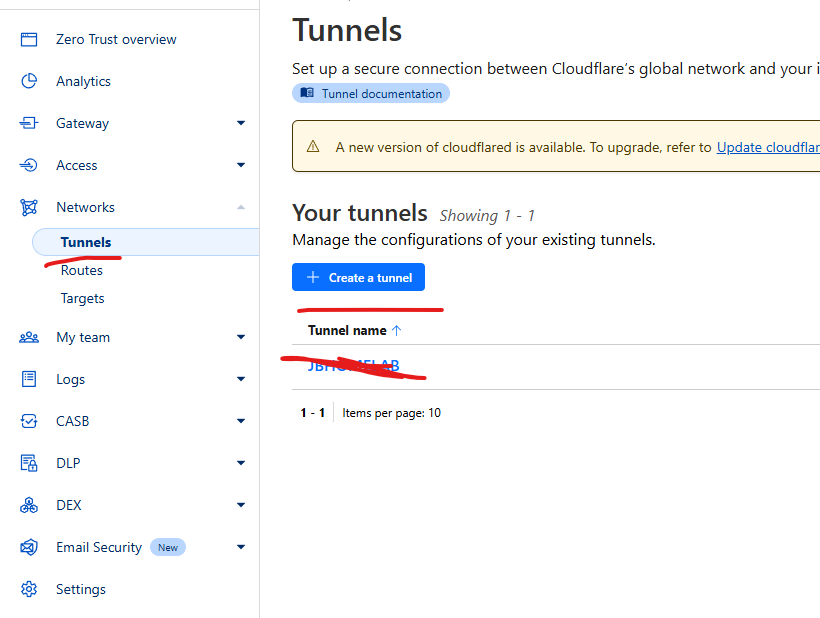 Zero Trust overview
Analytics
Gateway
Access
Networks
Tunnels
Routes
Targets
My team
Logs
CASB
DLP
DEX
Email Security New
Settings
Tunnels
Set up a secure connection between Cloudflare's global network and your i
Tunnel documentation
A new version of cloudflared is available. To upgrade, refer to Update cloudflar
Your tunnels Showing 1 - 1
Manage the configurations of your existing tunnels.
Create a tunnel
Tunnel name
1 - 1 Items per page: 10